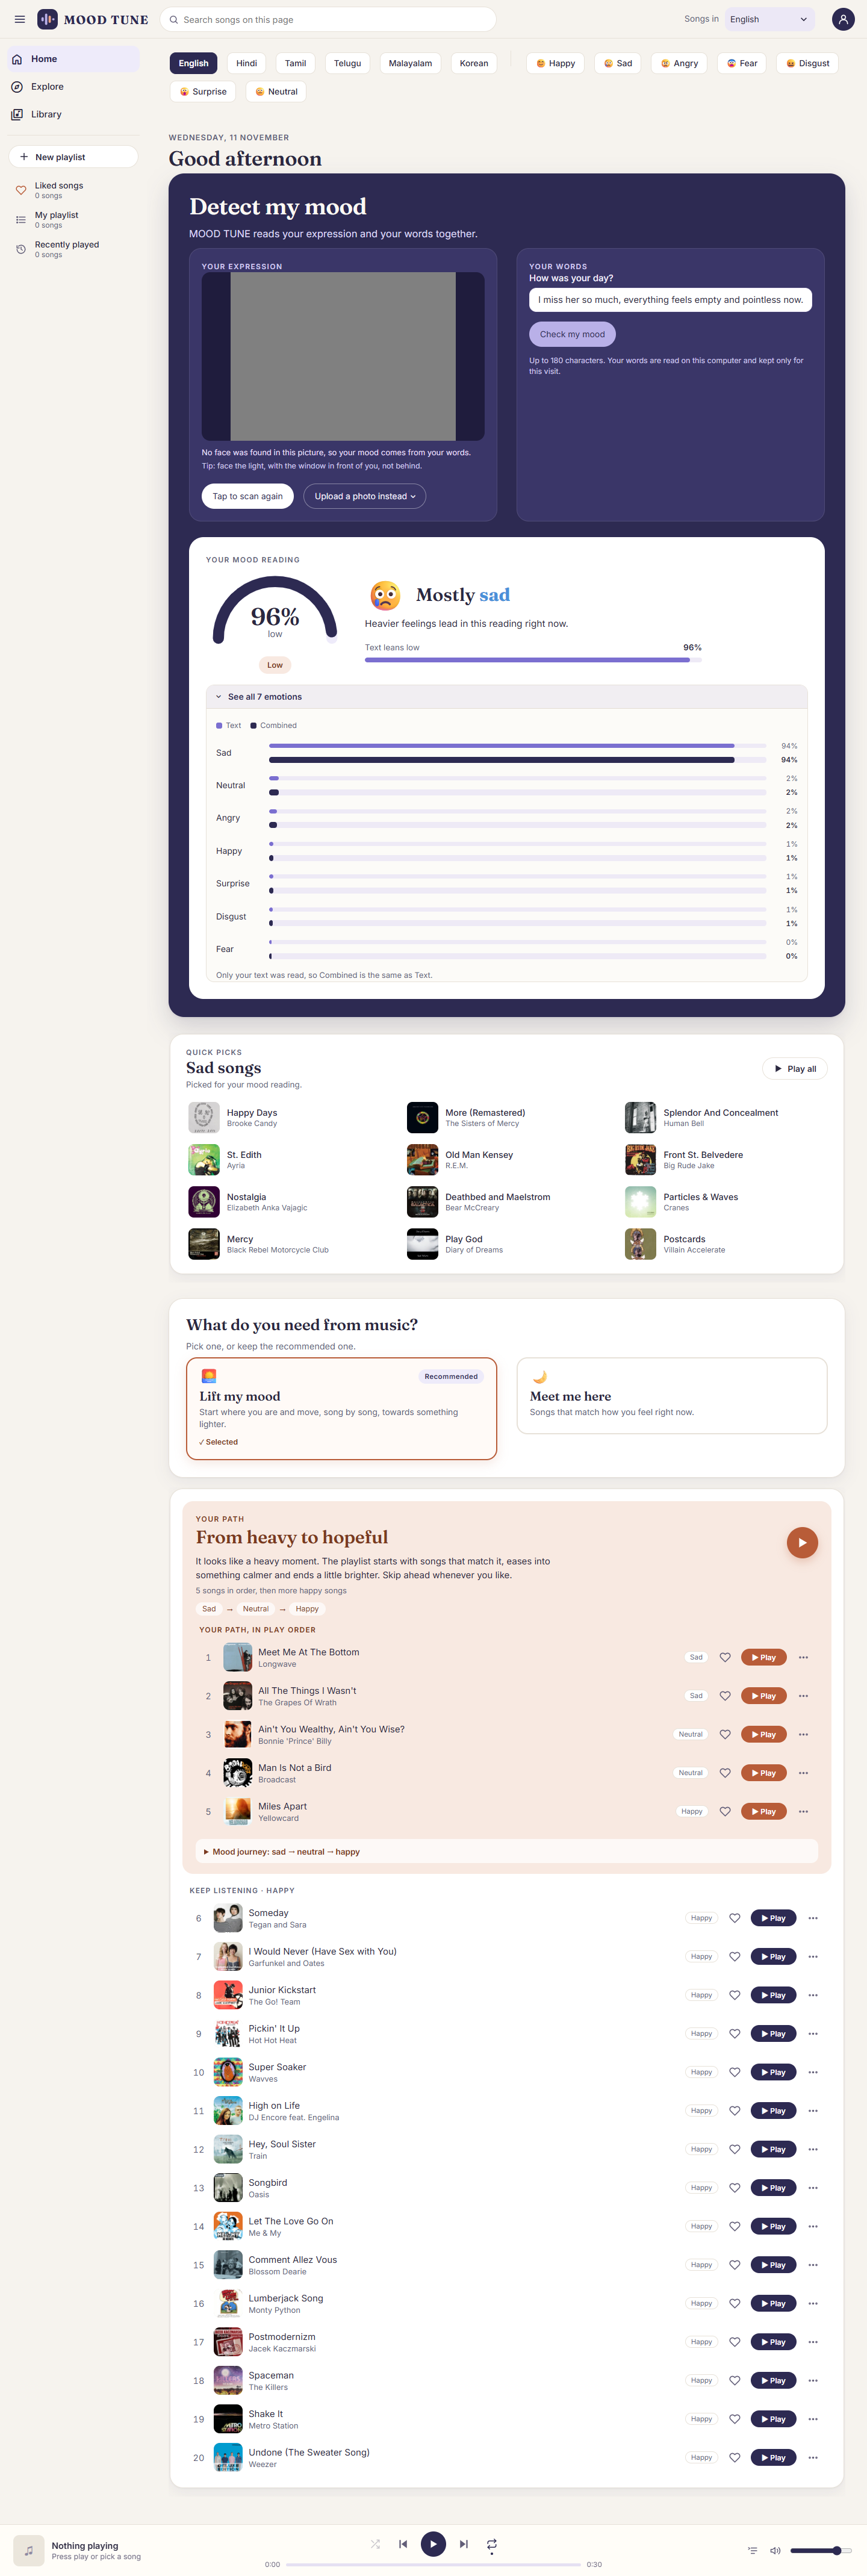 MOOD TUNE
Search songs on this page
Songs in
English
Home
Explore
Library
New playlist
Liked songs
0 songs
My playlist
0 songs
Recently played
0 songs
English
Hindi
Tamil
Telugu
Malayalam
Korean
Happy
Sad
Angry
Fear
Disgust
Surprise
Neutral
WEDNESDAY, 11 NOVEMBER
Good afternoon
Detect my mood
MOOD TUNE reads your expression and your words together.
YOUR EXPRESSION
No face was found in this picture, so your mood comes from your words.
Tip: face the light, with the window in front of you, not behind.
Tap to scan again
Upload a photo instead
YOUR WORDS
How was your day?
I miss her so much, everything feels empty and pointless now.
Check my mood
Up to 180 characters. Your words are read on this computer and kept only for
this visit.
YOUR MOOD READING
96%
low
Low
Mostly sad
Heavier feelings lead in this reading right now.
Text leans low
96%
See all 7 emotions
Text
Combined
Sad
94%
94%
Neutral
2%
2%
Angry
2%
2%
Happy
1%
1%
Surprise
1%
1%
Disgust
1%
1%
Fear
0%
0%
Only your text was read, so Combined is the same as Text.
QUICK PICKS
Sad songs
Picked for your mood reading.
Play all
Happy Days
Brooke Candy
More (Remastered)
The Sisters of Mercy
Splendor And Concealment
Human Bell
St. Edith
Ayria
Old Man Kensey
R.E.M.
Front St. Belvedere
Big Rude Jake
Nostalgia
Elizabeth Anka Vajagic
Deathbed and Maelstrom
Bear McCreary
Particles & Waves
Cranes
Mercy
Black Rebel Motorcycle Club
Play God
Diary of Dreams
Postcards
Villain Accelerate
What do you need from music?
Pick one, or keep the recommended one.
Recommended
Lift my mood
Start where you are and move, song by song, towards something
lighter.
✓ Selected
Meet me here
Songs that match how you feel right now.
YOUR PATH
From heavy to hopeful
It looks like a heavy moment. The playlist starts with songs that match it, eases into
something calmer and ends a little brighter. Skip ahead whenever you like.
5 songs in order, then more happy songs
Sad → Neutral → Happy
YOUR PATH, IN PLAY ORDER
1
Meet Me At The Bottom
Longwave
Sad
Play
2
All The Things I Wasn't
The Grapes Of Wrath
Sad
Play
3
Ain't You Wealthy, Ain't You Wise?
Bonnie 'Prince' Billy
Neutral
Play
4
Man Is Not a Bird
Broadcast
Neutral
Play
5
Miles Apart
Yellowcard
Happy
Play
Mood journey: sad → neutral → happy
KEEP LISTENING · HAPPY
6
Someday
Tegan and Sara
Happy
Play
7
I Would Never (Have Sex with You)
Garfunkel and Oates
Happy
Play
8
Junior Kickstart
The Go! Team
Happy
Play
9
Pickin' It Up
Hot Hot Heat
Happy
Play
10
Super Soaker
Wavves
Happy
Play
11
High on Life
DJ Encore feat. Engelina
Happy
Play
12
Hey, Soul Sister
Train
Happy
Play
13
Songbird
Oasis
Happy
Play
14
Let The Love Go On
Me & My
Happy
Play
15
Comment Allez Vous
Blossom Dearie
Happy
Play
16
Lumberjack Song
Monty Python
Happy
Play
17
Postmodernizm
Jacek Kaczmarski
Happy
Play
18
Spaceman
The Killers
Happy
Play
19
Shake It
Metro Station
Happy
Play
20
Undone (The Sweater Song)
Weezer
Happy
Play
Nothing playing
Press play or pick a song
0:00
0:30